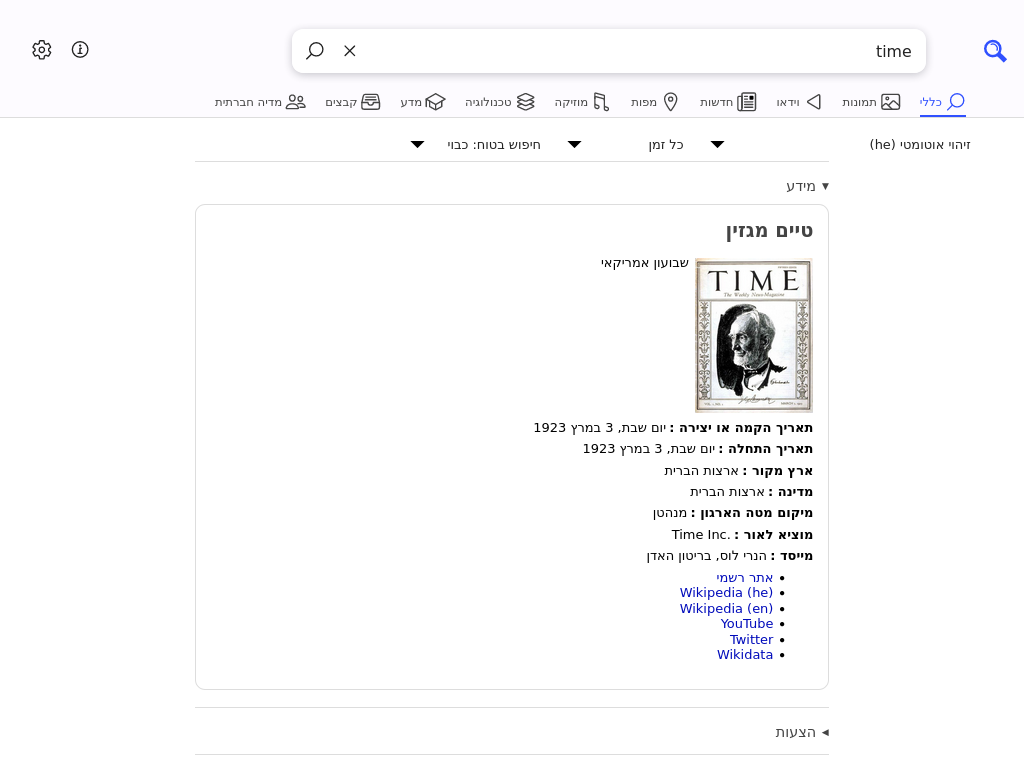 time
כללי תמונות וידאו חדשות מפות מוזיקה טכנולוגיה מדע קבצים מדיה חברתית
זיהוי אוטומטי (he) כל זמן חיפוש בטוח: כבוי
מידע
טיים מגזין
שבועון אמריקאי
TIME
The Weekly News-Magazine
תאריך הקמה או יצירה : יום שבת, 3 במרץ 1923
תאריך התחלה : יום שבת, 3 במרץ 1923
ארץ מקור : ארצות הברית
מדינה : ארצות הברית
מיקום מטה הארגון : מנהטן
מוציא לאור : Time Inc.
מייסד : הנרי לוס, בריטון האדן
אתר רשמי
Wikipedia (he)
Wikipedia (en)
YouTube
Twitter
Wikidata
הצעות